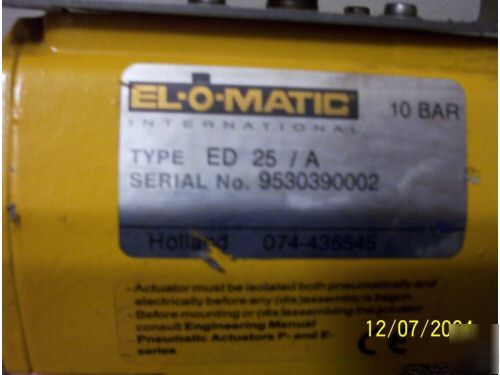 EL-O-MATIC
10 BAR
INTERNATIONAL
TYPE ED 25 / A
SERIAL No. 9530390002
Holland 074-436545
- Actuator must be isolated both pneumatically and
electrically before any (dis)assembly is begun
- Before mounting or (dis)assembling the actuator
consult Engineering Manual
Pneumatic Actuators P- and E-
series
12/07/2004
CE